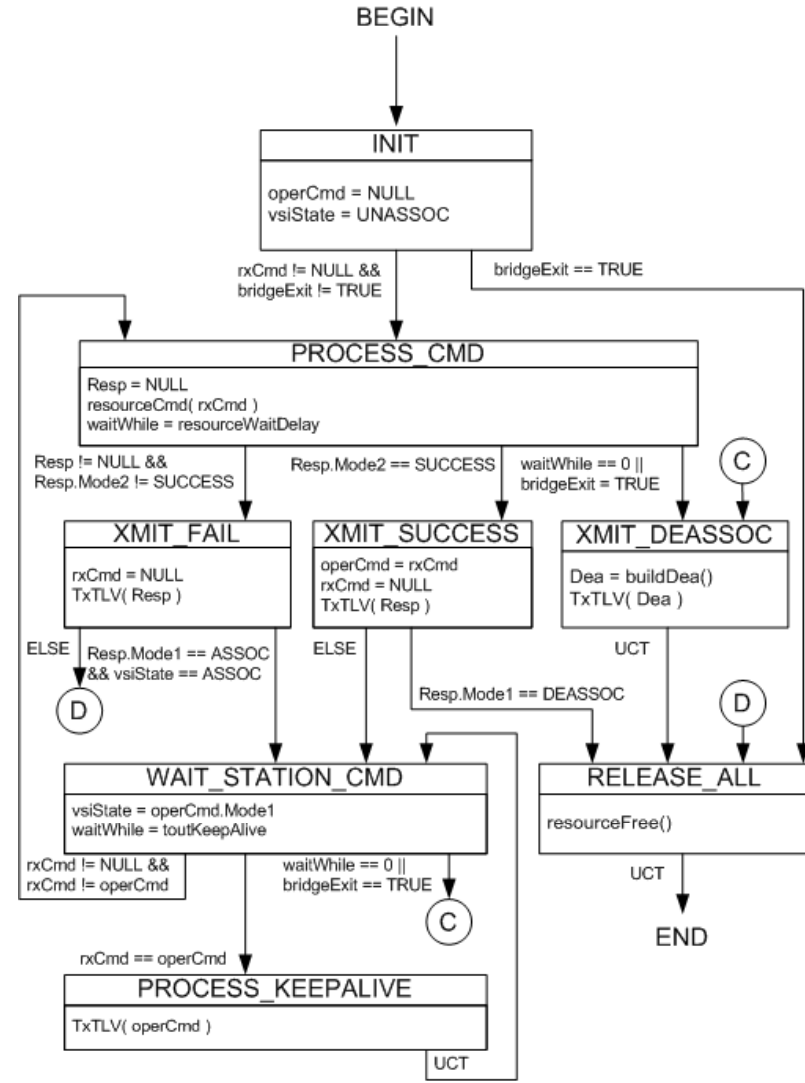 BEGIN
INIT
operCmd = NULL
vsiState = UNASSOC
rxCmd != NULL &&
bridgeExit != TRUE
bridgeExit == TRUE
PROCESS_CMD
Resp = NULL
resourceCmd( rxCmd )
waitWhile = resourceWaitDelay
Resp != NULL &&
Resp.Mode2 != SUCCESS
Resp.Mode2 == SUCCESS
waitWhile == 0 ||
bridgeExit = TRUE
C
XMIT_FAIL
rxCmd = NULL
TxTLV( Resp )
XMIT_SUCCESS
operCmd = rxCmd
rxCmd = NULL
TxTLV( Resp )
XMIT_DEASSOC
Dea = buildDea()
TxTLV( Dea )
ELSE
Resp.Mode1 == ASSOC
&& vsiState == ASSOC
ELSE
UCT
D
Resp.Mode1 == DEASSOC
D
WAIT_STATION_CMD
vsiState = operCmd.Mode1
waitWhile = toutKeepAlive
RELEASE_ALL
resourceFree()
rxCmd != NULL &&
rxCmd != operCmd
waitWhile == 0 ||
bridgeExit == TRUE
C
UCT
END
rxCmd == operCmd
PROCESS_KEEPALIVE
TxTLV( operCmd )
UCT